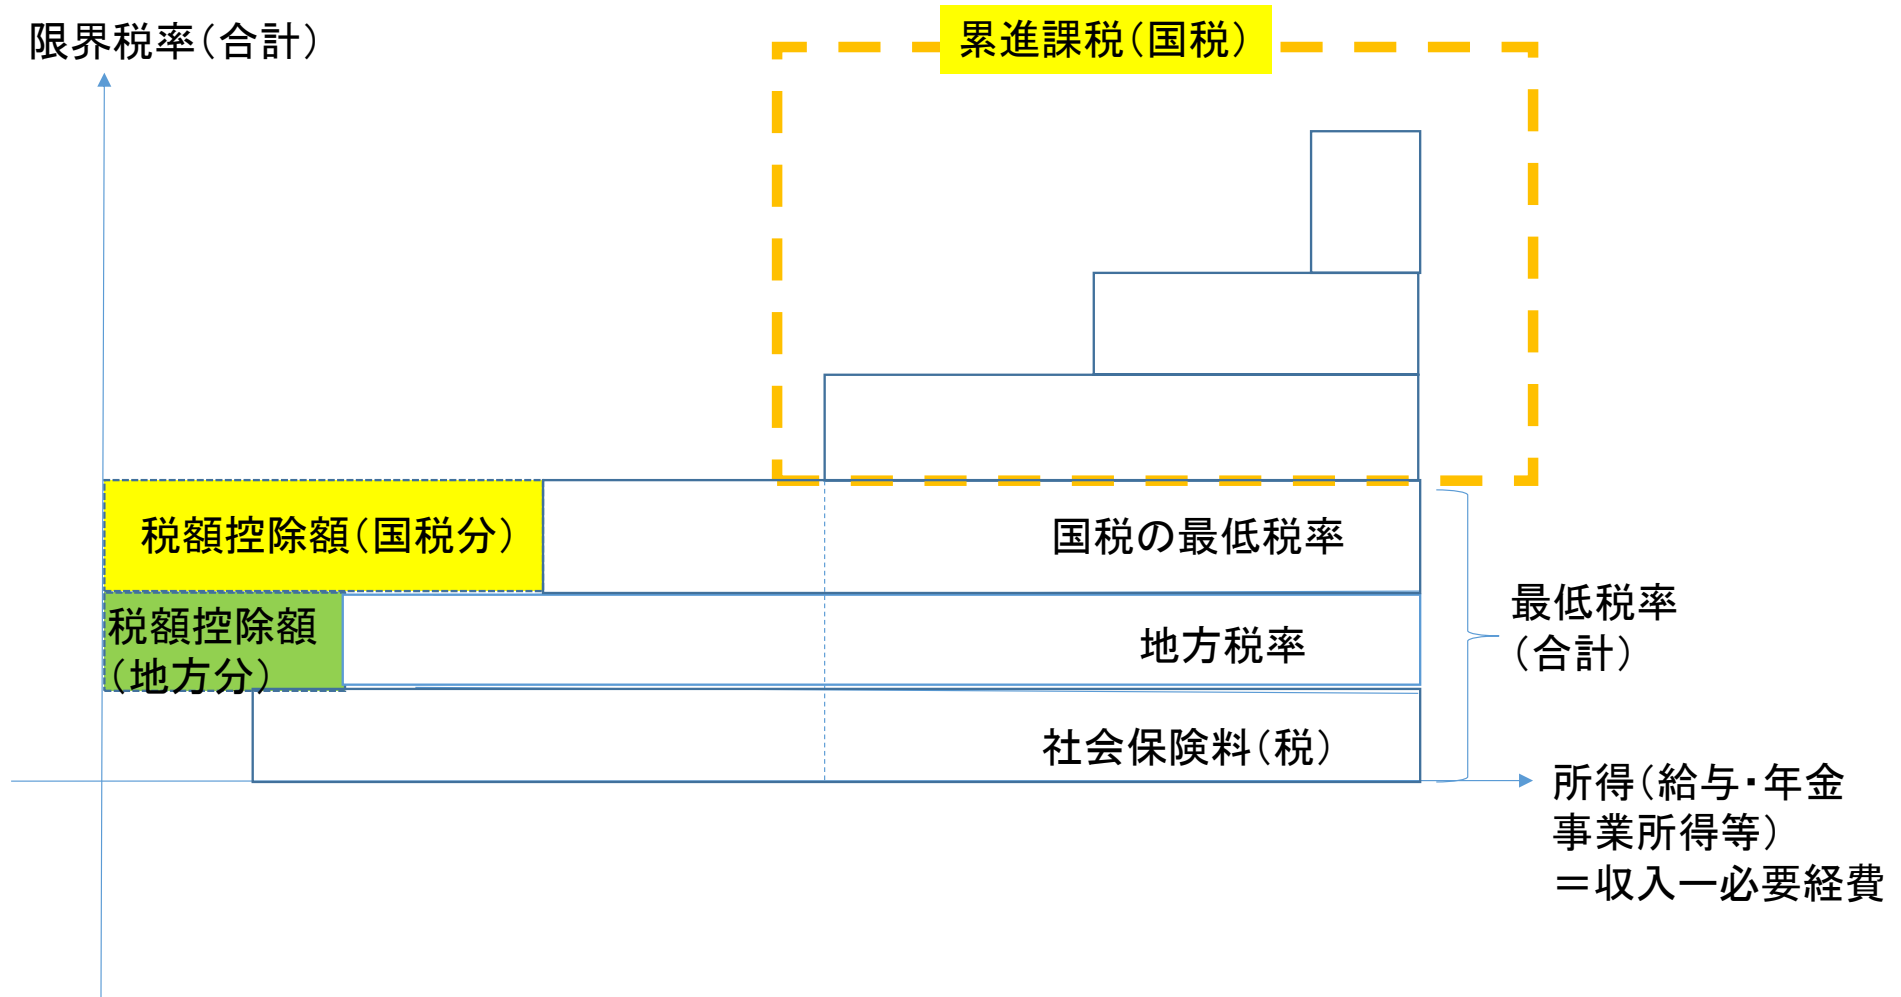 限界税率(合計)
累進課税(国税)
税額控除額(国税分)
国税の最低税率
税額控除額
(地方分)
地方税率
最低税率
(合計)
社会保険料(税)
所得(給与・年金
事業所得等)
=収入ー必要経費